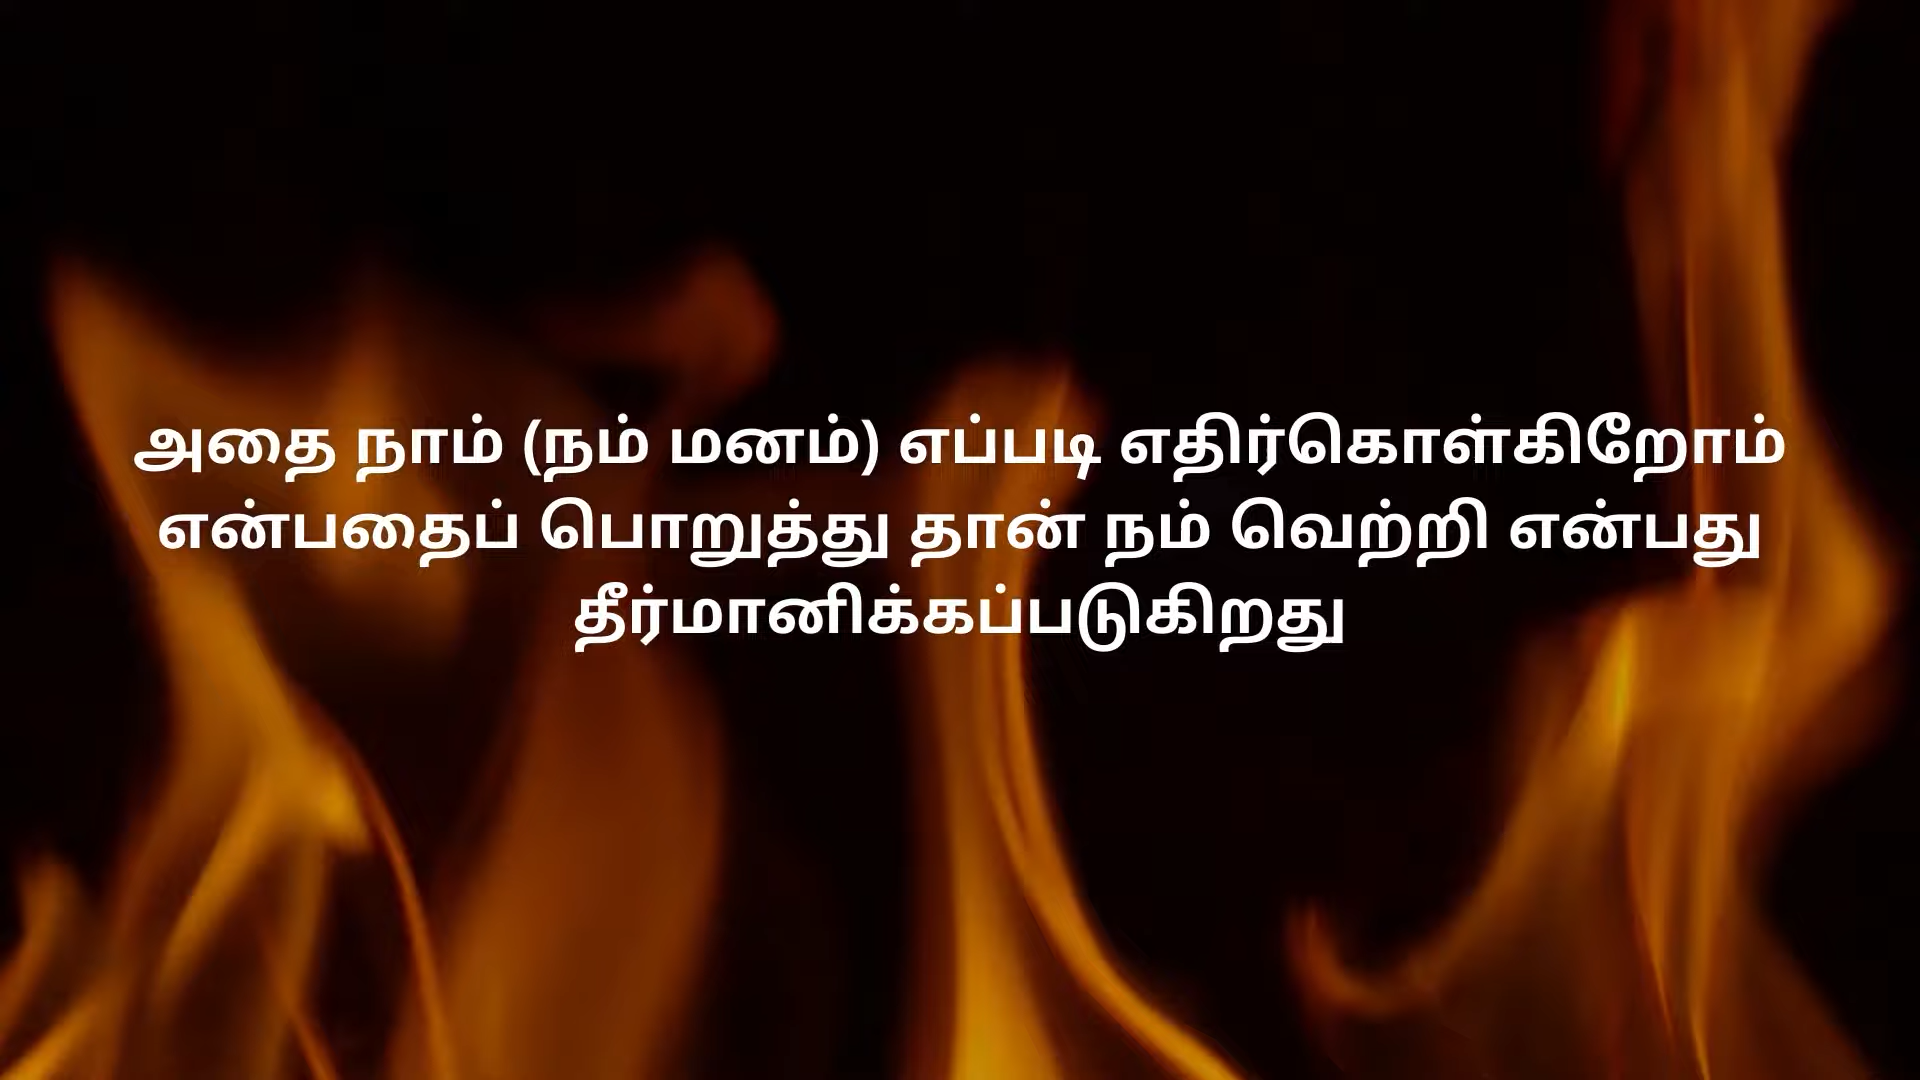 அதை நாம் (நம் மனம்) எப்படி எதிர்கொள்கிறோம்
என்பதைப் பொறுத்து தான் நம் வெற்றி என்பது
தீர்மானிக்கப்படுகிறது